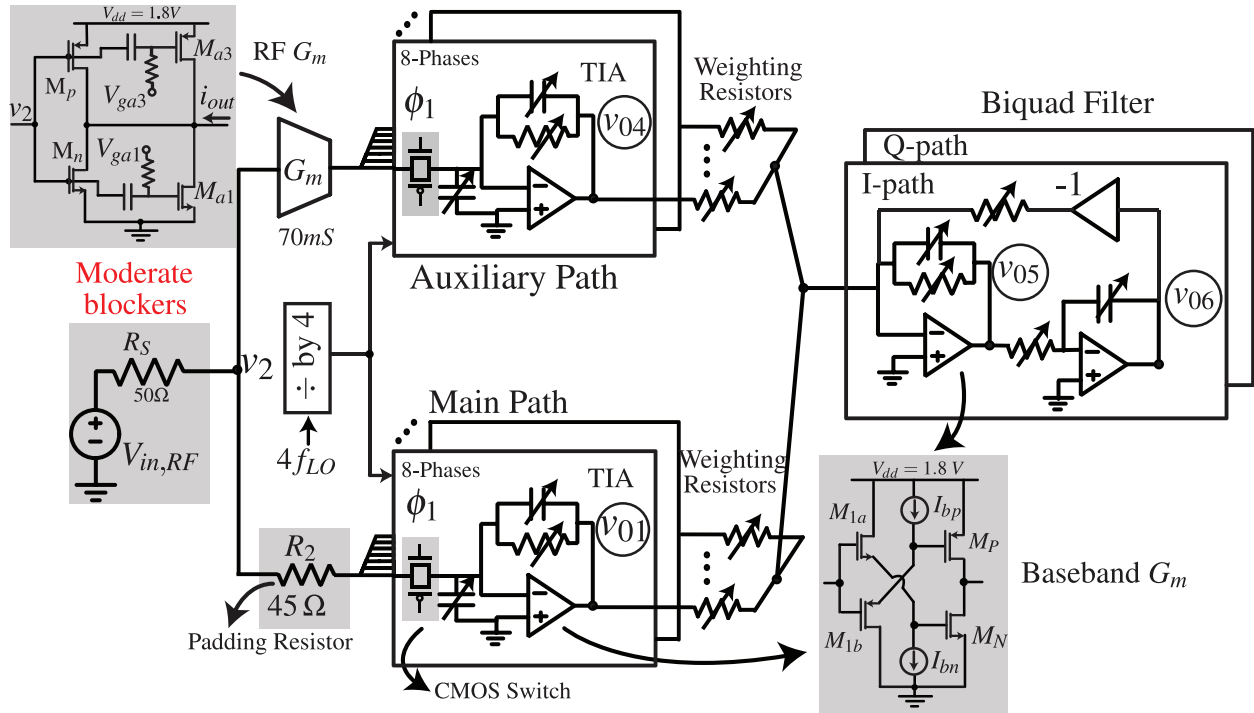 V_dd = 1.8V
M_p
M_a3
V_ga3
v_2
i_out
M_n
V_ga1
M_a1
RF G_m
G_m
70mS
8-Phases
TIA
ϕ_1
v_04
Auxiliary Path
Weighting
Resistors
Biquad Filter
Q-path
I-path
-1
v_05
v_06
Moderate
blockers
R_S
50Ω
v_2
V_in,RF
÷ by 4
4f_LO
Main Path
8-Phases
TIA
ϕ_1
v_01
Weighting
Resistors
R_2
45 Ω
Padding Resistor
CMOS Switch
V_dd = 1.8 V
M_1a
I_bp
M_P
M_1b
M_N
I_bn
Baseband G_m